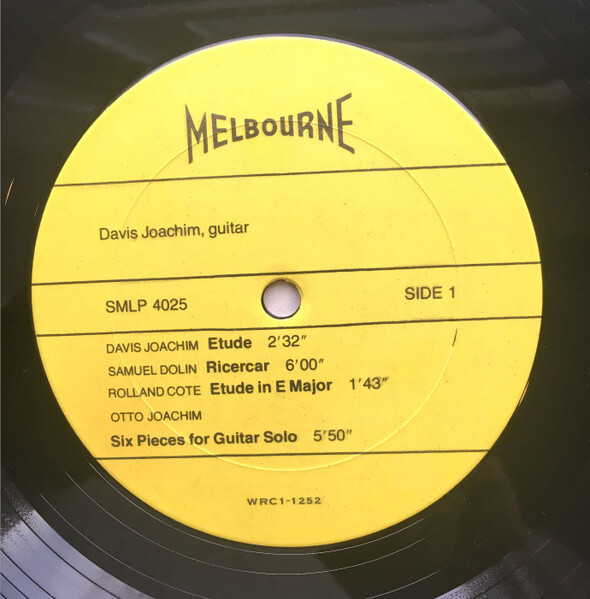 MELBOURNE
Davis Joachim, guitar
SMLP 4025 SIDE 1
DAVIS JOACHIM Etude 2'32"
SAMUEL DOLIN Ricercar 6'00"
ROLLAND COTE Etude in E Major 1'43"
OTTO JOACHIM
Six Pieces for Guitar Solo 5'50"
WRC1-1252